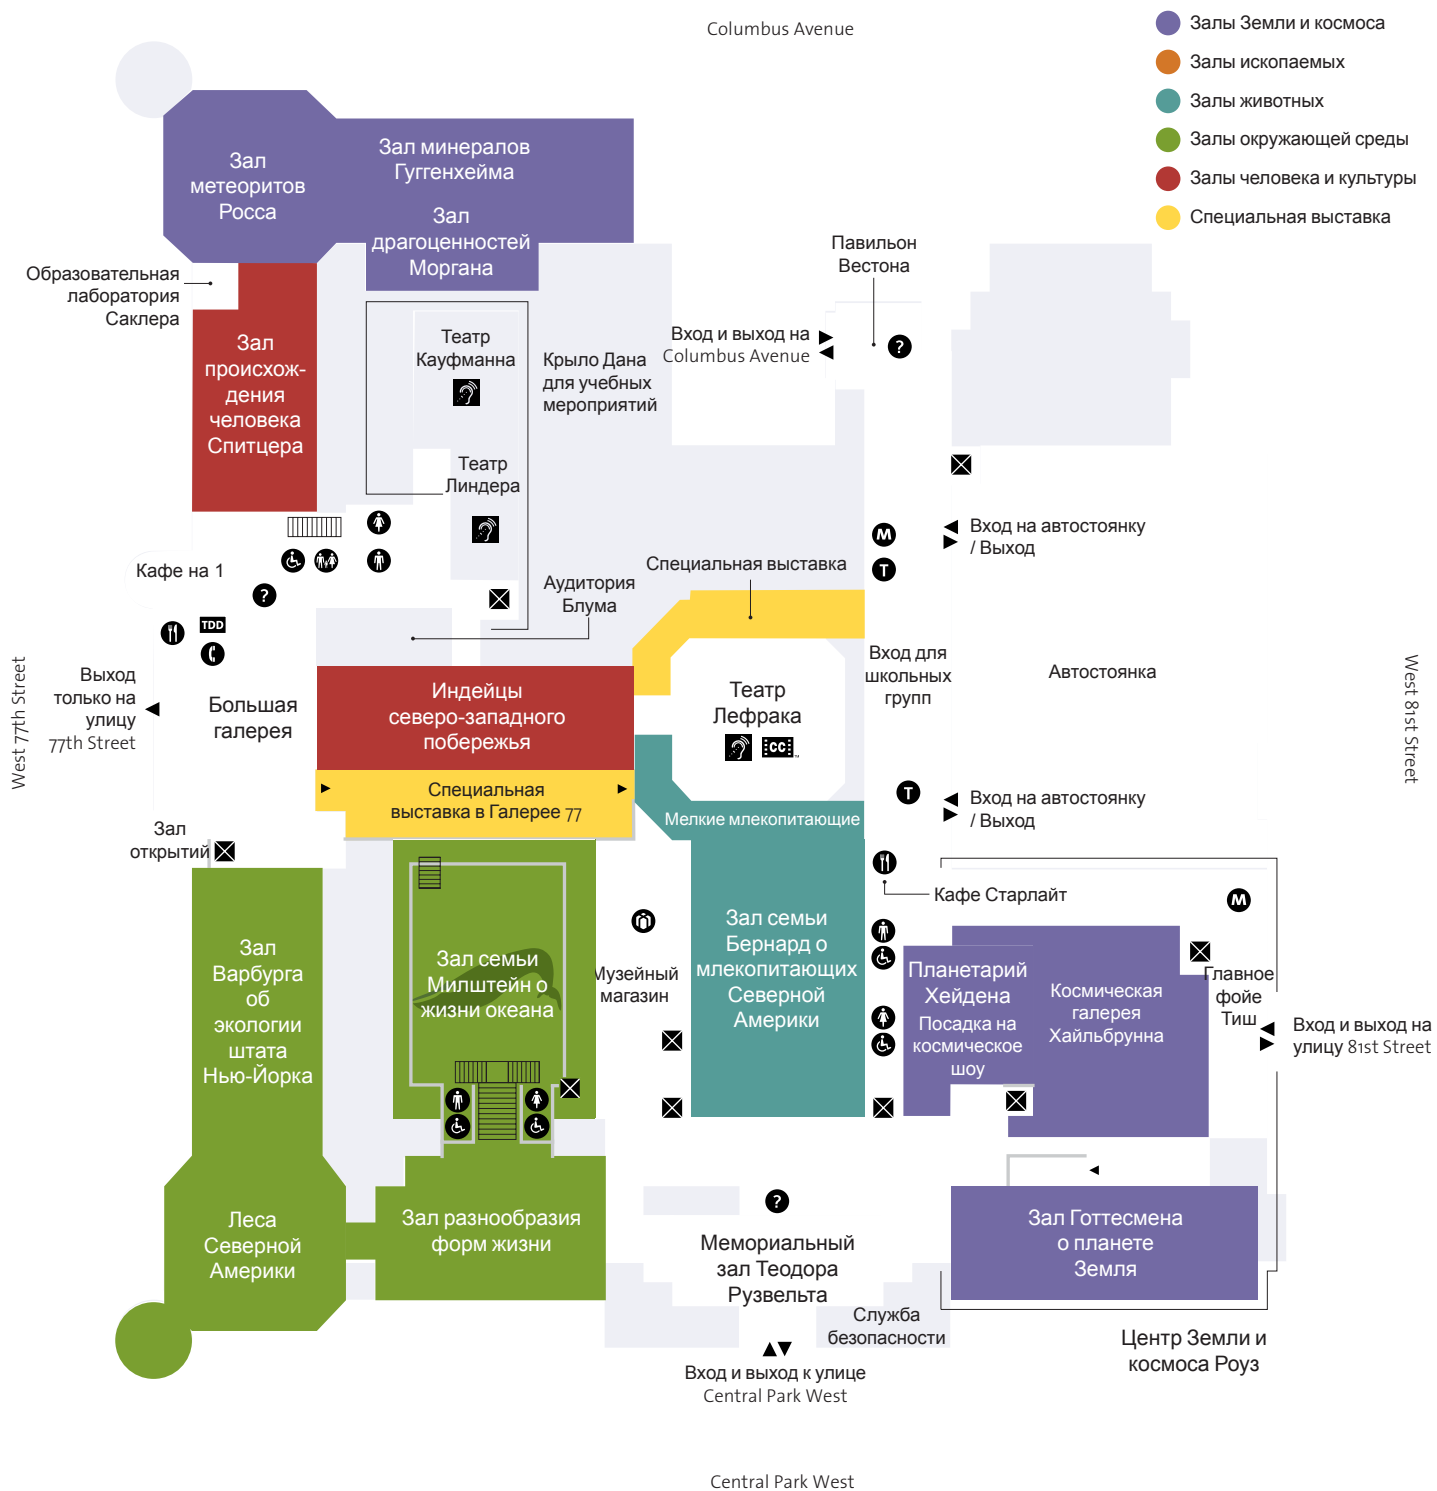 Columbus Avenue
Залы Земли и космоса
Залы ископаемых
Залы животных
Залы окружающей среды
Залы человека и культуры
Специальная выставка
Зал
метеоритов
Росса
Зал минералов
Гуггенхейма
Зал
драгоценностей
Моргана
Образовательная
лаборатория
Саклера
Зал
происхож-
дения
человека
Спитцера
Театр
Кауфманна
Крыло Дана
для учебных
мероприятий
Театр
Линдера
Павильон
Вестона
Вход и выход на
Columbus Avenue
?
M
T
Вход на автостоянку
/ Выход
Специальная выставка
Аудитория
Блума
Кафе на 1
?
TDD
West 77th Street
Выход
только на
улицу
77th Street
Большая
галерея
Индейцы
северо-западного
побережья
Театр
Лефрака
CC
Вход для
школьных
групп
Автостоянка
West 81st Street
Специальная
выставка в Галерее 77
Мелкие млекопитающие
T
Вход на автостоянку
/ Выход
Зал
открытий
Кафе Старлайт
M
Зал
Варбурга
об
экологии
штата
Нью-Йорка
Зал семьи
Милштейн о
жизни океана
Музейный
магазин
Зал семьи
Бернард о
млекопитающих
Северной
Америки
Планетарий
Хейдена
Посадка на
космическое
шоу
Космическая
галерея
Хайльбрунна
Главное
фойе
Тиш
Вход и выход на
улицу 81st Street
Леса
Северной
Америки
Зал разнообразия
форм жизни
?
Мемориальный
зал Теодора
Рузвельта
Зал Готтесмена
о планете
Земля
Служба
безопасности
Центр Земли и
космоса Роуз
Вход и выход к улице
Central Park West
Central Park West